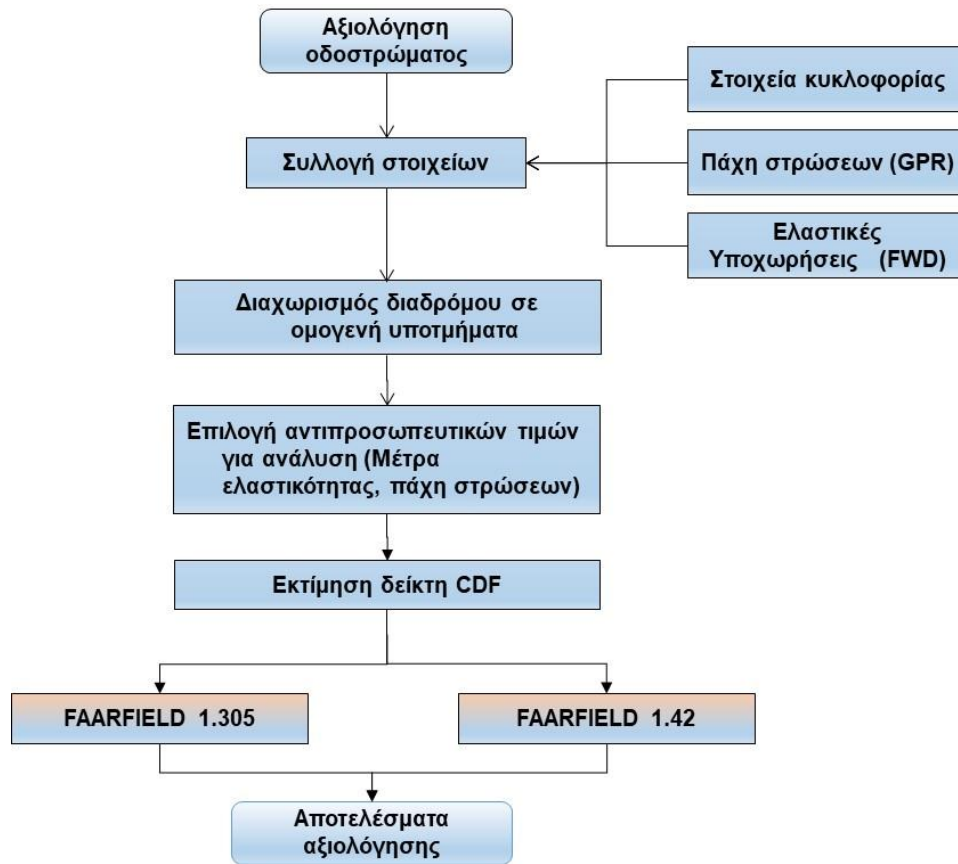 Αξιολόγηση
οδοστρώματος
Στοιχεία κυκλοφορίας
Συλλογή στοιχείων
Πάχη στρώσεων (GPR)
Ελαστικές
Υποχωρήσεις (FWD)
Διαχωρισμός διαδρόμου σε
ομογενή υποτμήματα
Επιλογή αντιπροσωπευτικών τιμών
για ανάλυση (Μέτρα
ελαστικότητας, πάχη στρώσεων)
Εκτίμηση δείκτη CDF
FAARFIELD 1.305
FAARFIELD 1.42
Αποτελέσματα
αξιολόγησης